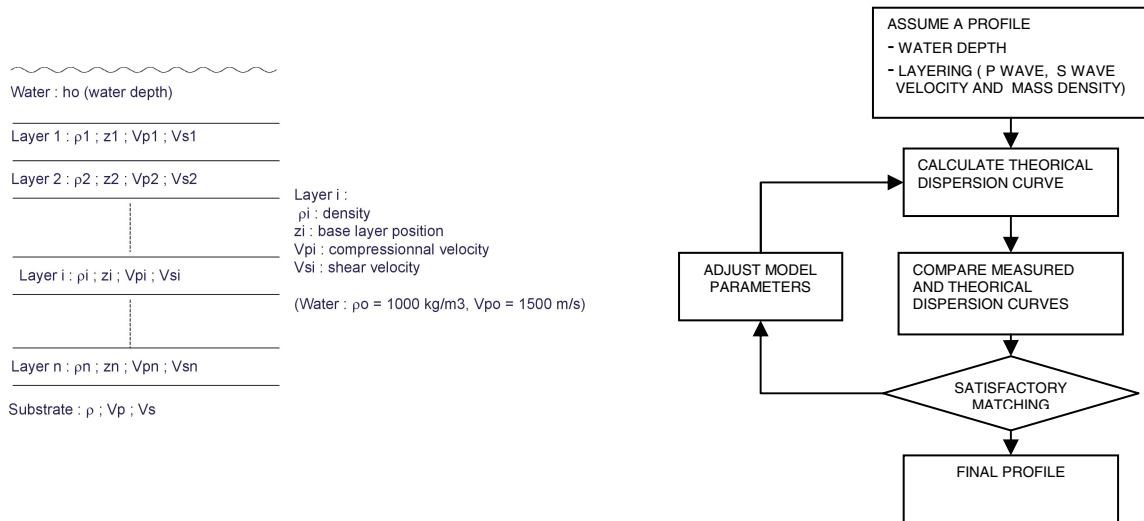 Water : ho (water depth)
Layer 1 : ρ1 ; z1 ; Vp1 ; Vs1
Layer 2 : ρ2 ; z2 ; Vp2 ; Vs2
Layer i : ρi ; zi ; Vpi ; Vsi
Layer n : ρn ; zn ; Vpn ; Vsn
Substrate : ρ ; Vp ; Vs
Layer i :
ρi : density
zi : base layer position
Vpi : compressionnal velocity
Vsi : shear velocity
(Water : ρo = 1000 kg/m3, Vpo = 1500 m/s)
ASSUME A PROFILE
- WATER DEPTH
- LAYERING ( P WAVE, S WAVE
VELOCITY AND MASS DENSITY)
CALCULATE THEORICAL
DISPERSION CURVE
ADJUST MODEL
PARAMETERS
COMPARE MEASURED
AND THEORICAL
DISPERSION CURVES
SATISFACTORY
MATCHING
FINAL PROFILE